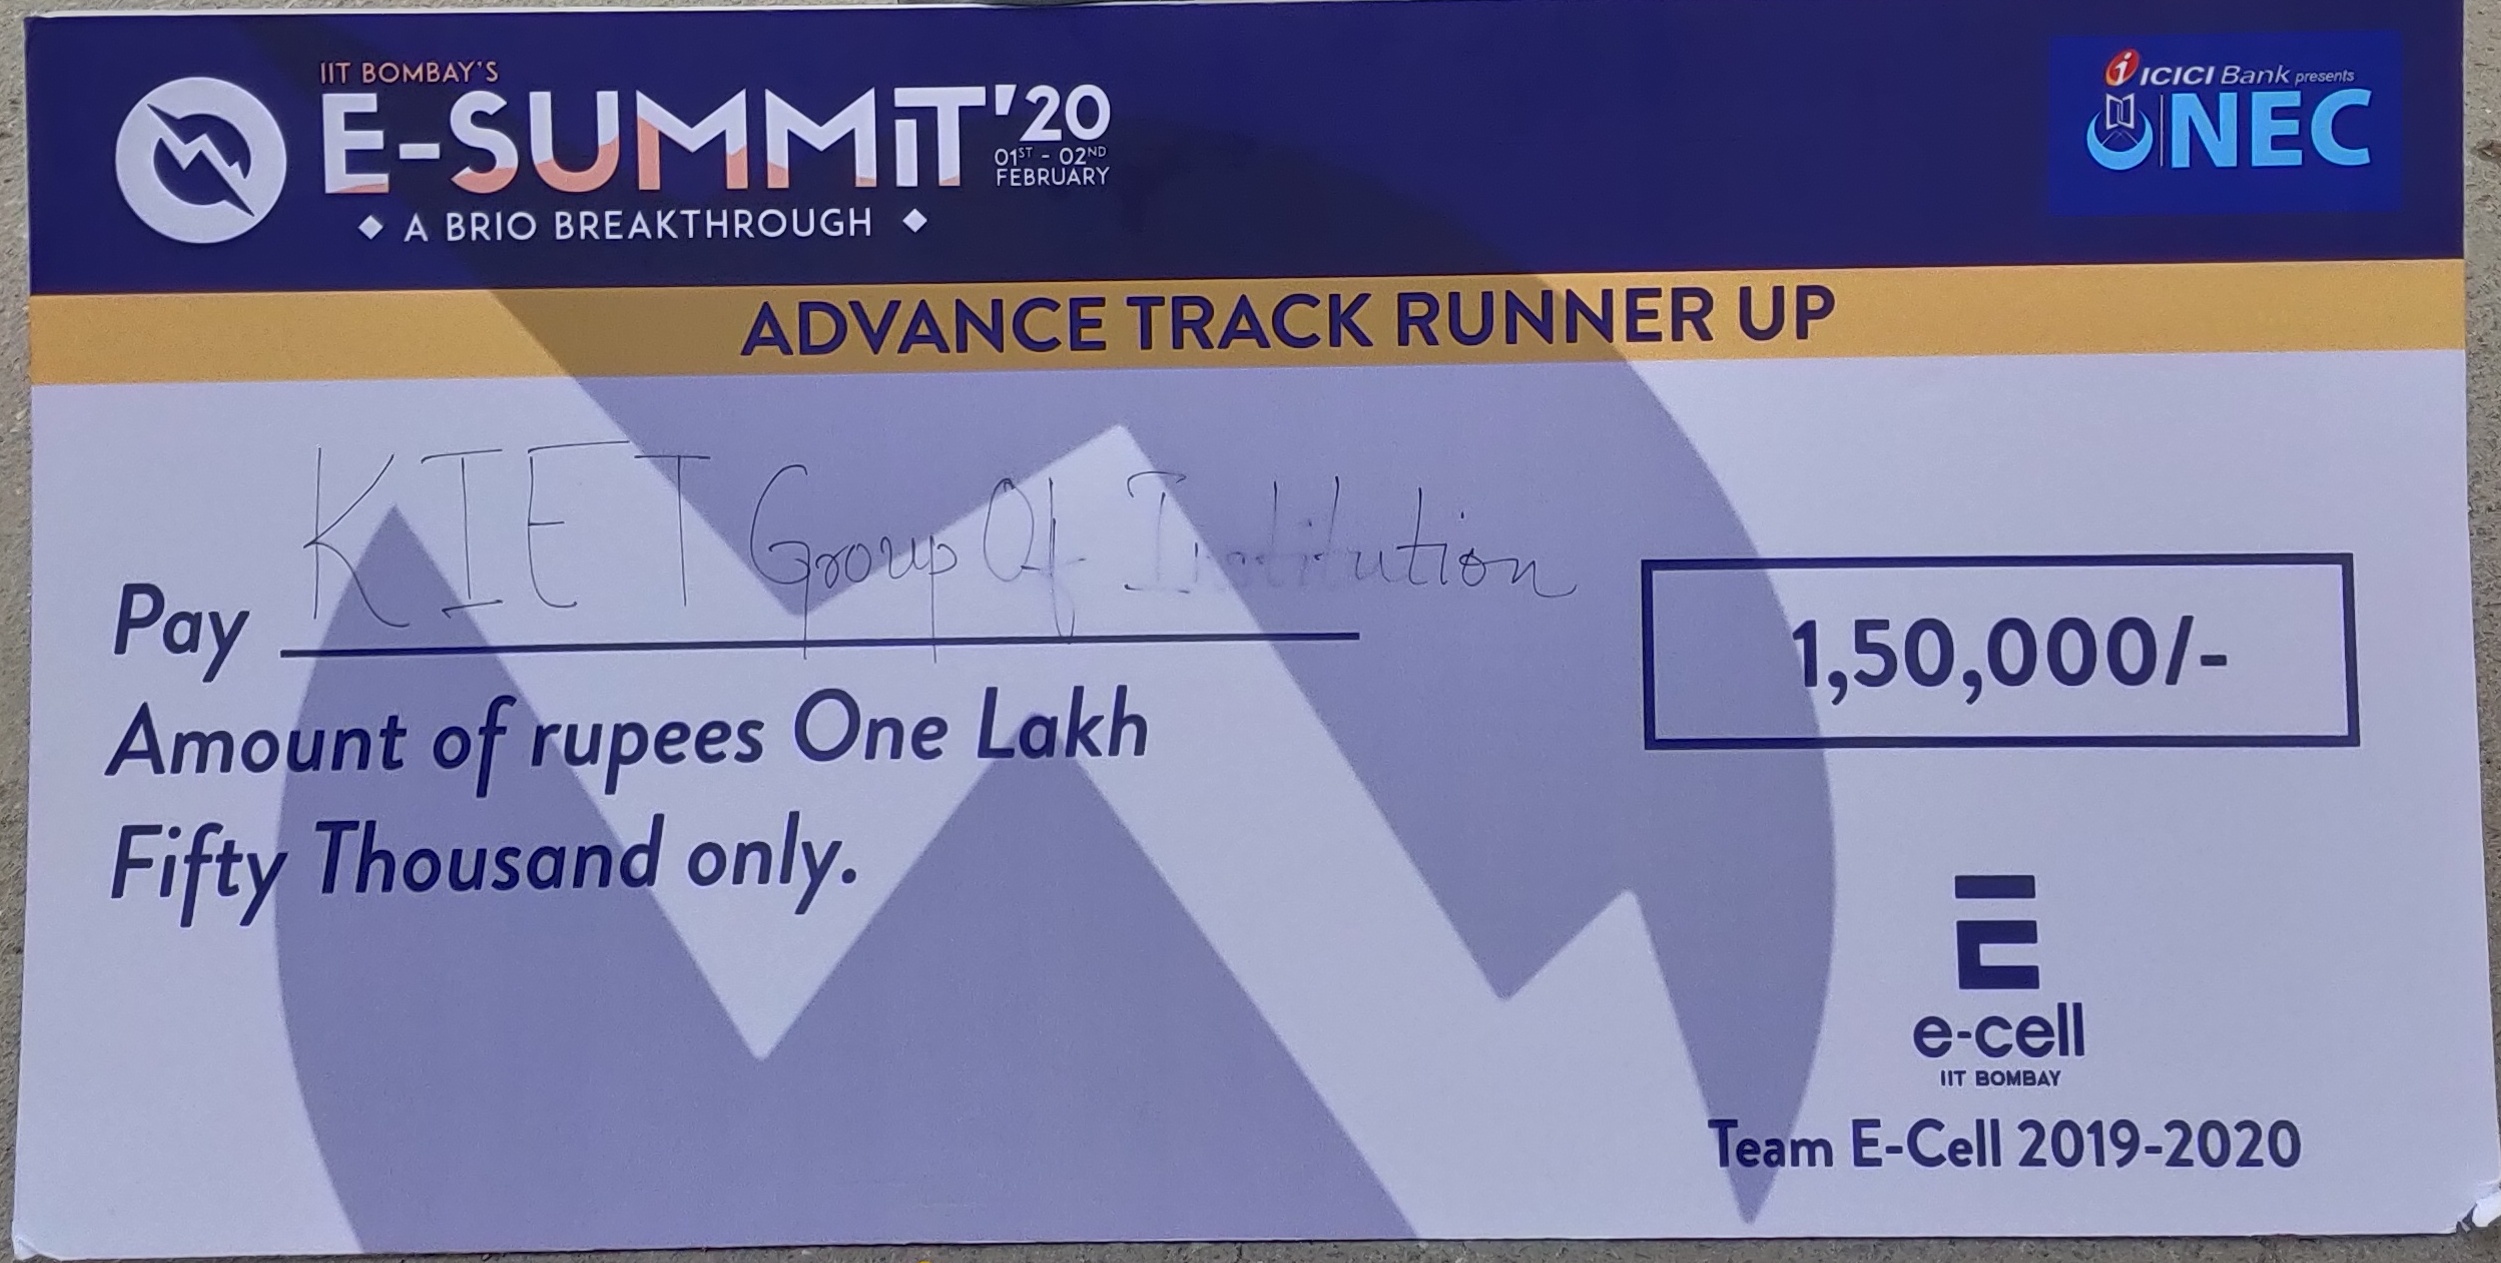 IIT BOMBAY'S
E-SUMMIT'20
01ST - 02ND
FEBRUARY
A BRIO BREAKTHROUGH
i ICICI Bank presents
NEC
ADVANCE TRACK RUNNER UP
Pay KIET Group Of Institution
1,50,000/-
Amount of rupees One Lakh
Fifty Thousand only.
e-cell
IIT BOMBAY
Team E-Cell 2019-2020